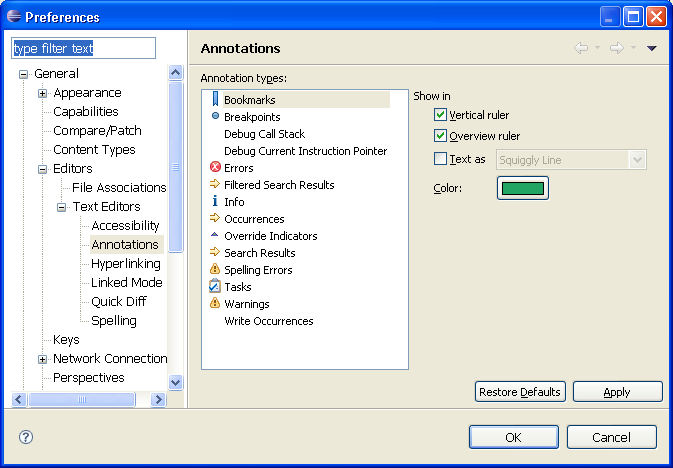 Preferences
type filter text
General
Appearance
Capabilities
Compare/Patch
Content Types
Editors
File Associations
Text Editors
Accessibility
Annotations
Hyperlinking
Linked Mode
Quick Diff
Spelling
Keys
Network Connection
Perspectives
Annotations
Annotation types:
Bookmarks
Breakpoints
Debug Call Stack
Debug Current Instruction Pointer
Errors
Filtered Search Results
Info
Occurrences
Override Indicators
Search Results
Spelling Errors
Tasks
Warnings
Write Occurrences
Show in
Vertical ruler
Overview ruler
Text as Squiggly Line
Color:
Restore Defaults Apply
? OK Cancel